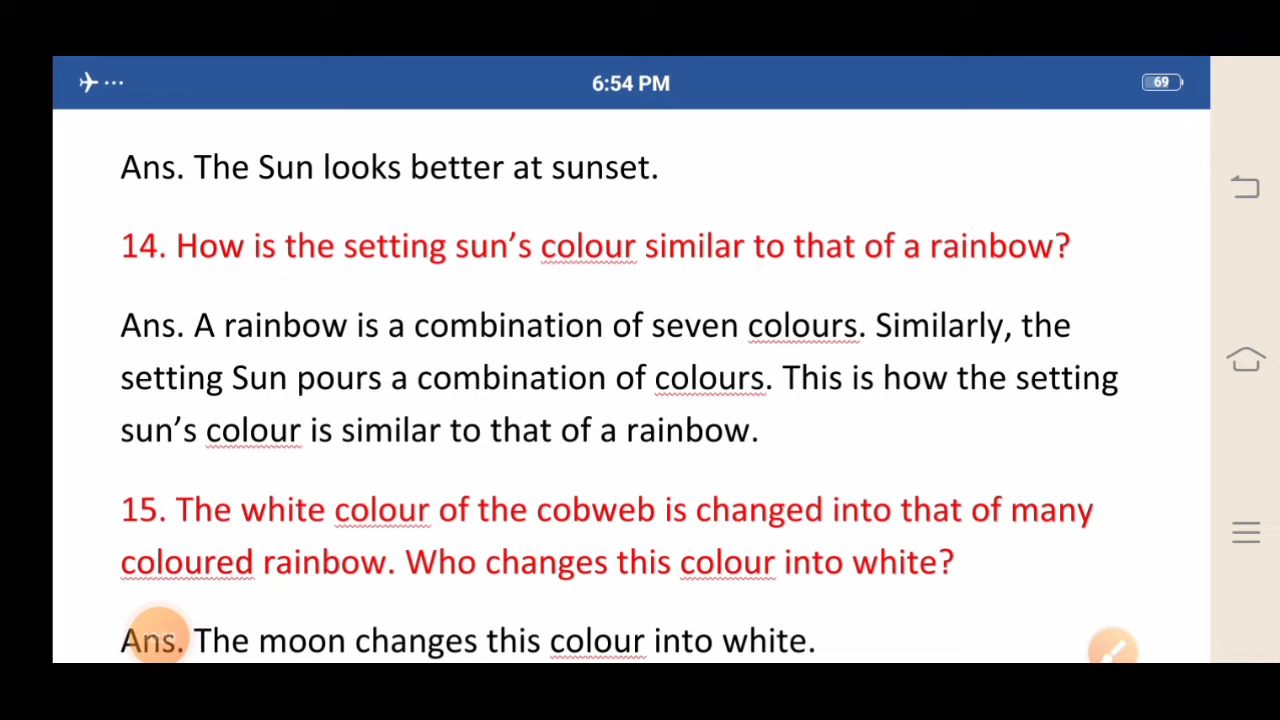 6:54 PM
69
Ans. The Sun looks better at sunset.
14. How is the setting sun’s colour similar to that of a rainbow?
Ans. A rainbow is a combination of seven colours. Similarly, the
setting Sun pours a combination of colours. This is how the setting
sun’s colour is similar to that of a rainbow.
15. The white colour of the cobweb is changed into that of many
coloured rainbow. Who changes this colour into white?
Ans. The moon changes this colour into white.